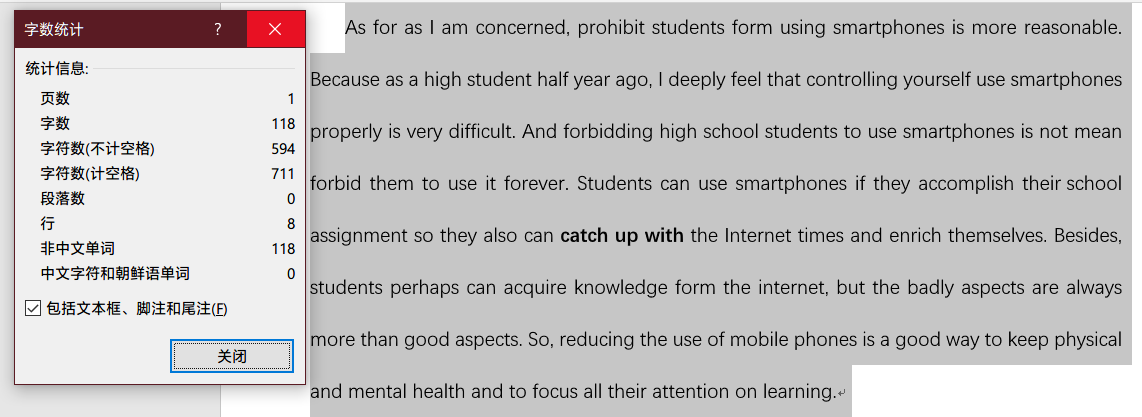 字数统计 ?
统计信息:
页数 1
字数 118
字符数(不计空格) 594
字符数(计空格) 711
段落数 0
行 8
非中文单词 118
中文字符和朝鲜语单词 0
包括文本框、脚注和尾注(F)
关闭
As for as I am concerned, prohibit students form using smartphones is more reasonable.
Because as a high student half year ago, I deeply feel that controlling yourself use smartphones
properly is very difficult. And forbidding high school students to use smartphones is not mean
forbid them to use it forever. Students can use smartphones if they accomplish their school
assignment so they also can catch up with the Internet times and enrich themselves. Besides,
students perhaps can acquire knowledge form the internet, but the badly aspects are always
more than good aspects. So, reducing the use of mobile phones is a good way to keep physical
and mental health and to focus all their attention on learning.